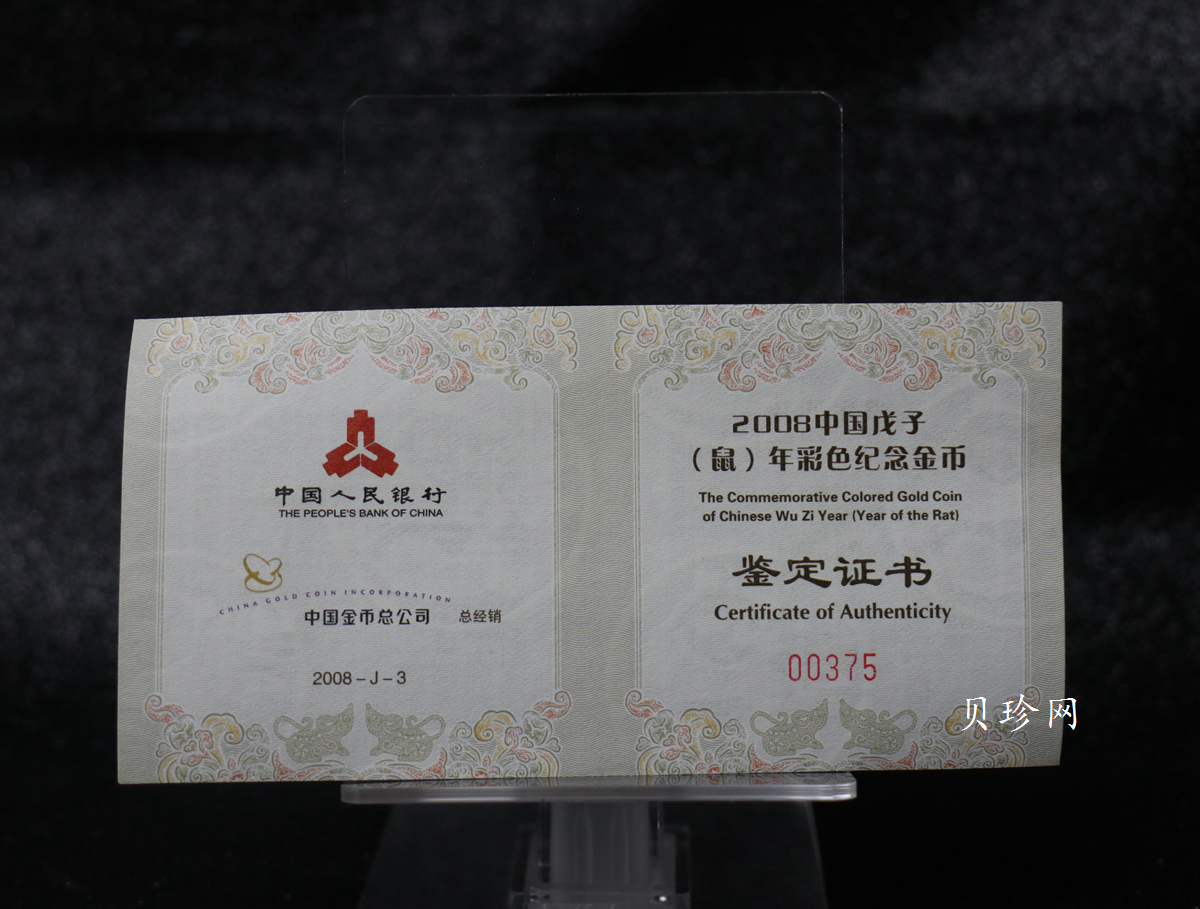 中国人民银行
THE PEOPLE'S BANK OF CHINA
CHINA GOLD COIN INCORPORATION
中国金币总公司 总经销
2008-J-3
2008中国戊子
（鼠）年彩色纪念金币
The Commemorative Colored Gold Coin
of Chinese Wu Zi Year (Year of the Rat)
鉴定证书
Certificate of Authenticity
00375
贝珍网